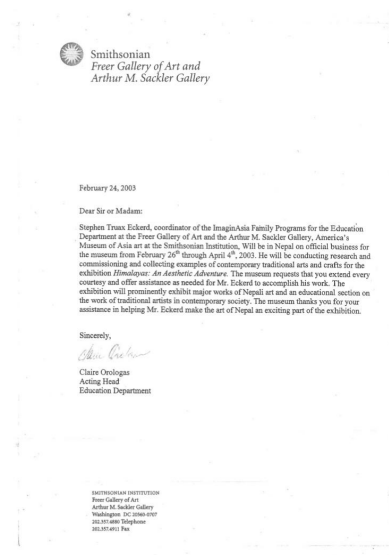 Smithsonian
Freer Gallery of Art and
Arthur M. Sackler Gallery
February 24, 2003
Dear Sir or Madam:
Stephen Truax Eckerd, coordinator of the ImaginAsia Family Programs for the Education
Department at the Freer Gallery of Art and the Arthur M. Sackler Gallery, America's
Museum of Asia art at the Smithsonian Institution, Will be in Nepal on official business for
the museum from February 26th through April 4th, 2003. He will be conducting research and
commissioning and collecting examples of contemporary traditional arts and crafts for the
exhibition Himalayas: An Aesthetic Adventure. The museum requests that you extend every
courtesy and offer assistance as needed for Mr. Eckerd to accomplish his work. The
exhibition will prominently exhibit major works of Nepali art and an educational section on
the work of traditional artists in contemporary society. The museum thanks you for your
assistance in helping Mr. Eckerd make the art of Nepal an exciting part of the exhibition.
Sincerely,
Claire Orologas
Acting Head
Education Department
SMITHSONIAN INSTITUTION
Freer Gallery of Art
Arthur M. Sackler Gallery
Washington DC 20560-0707
202.357.4880 Telephone
202.357.4911 Fax